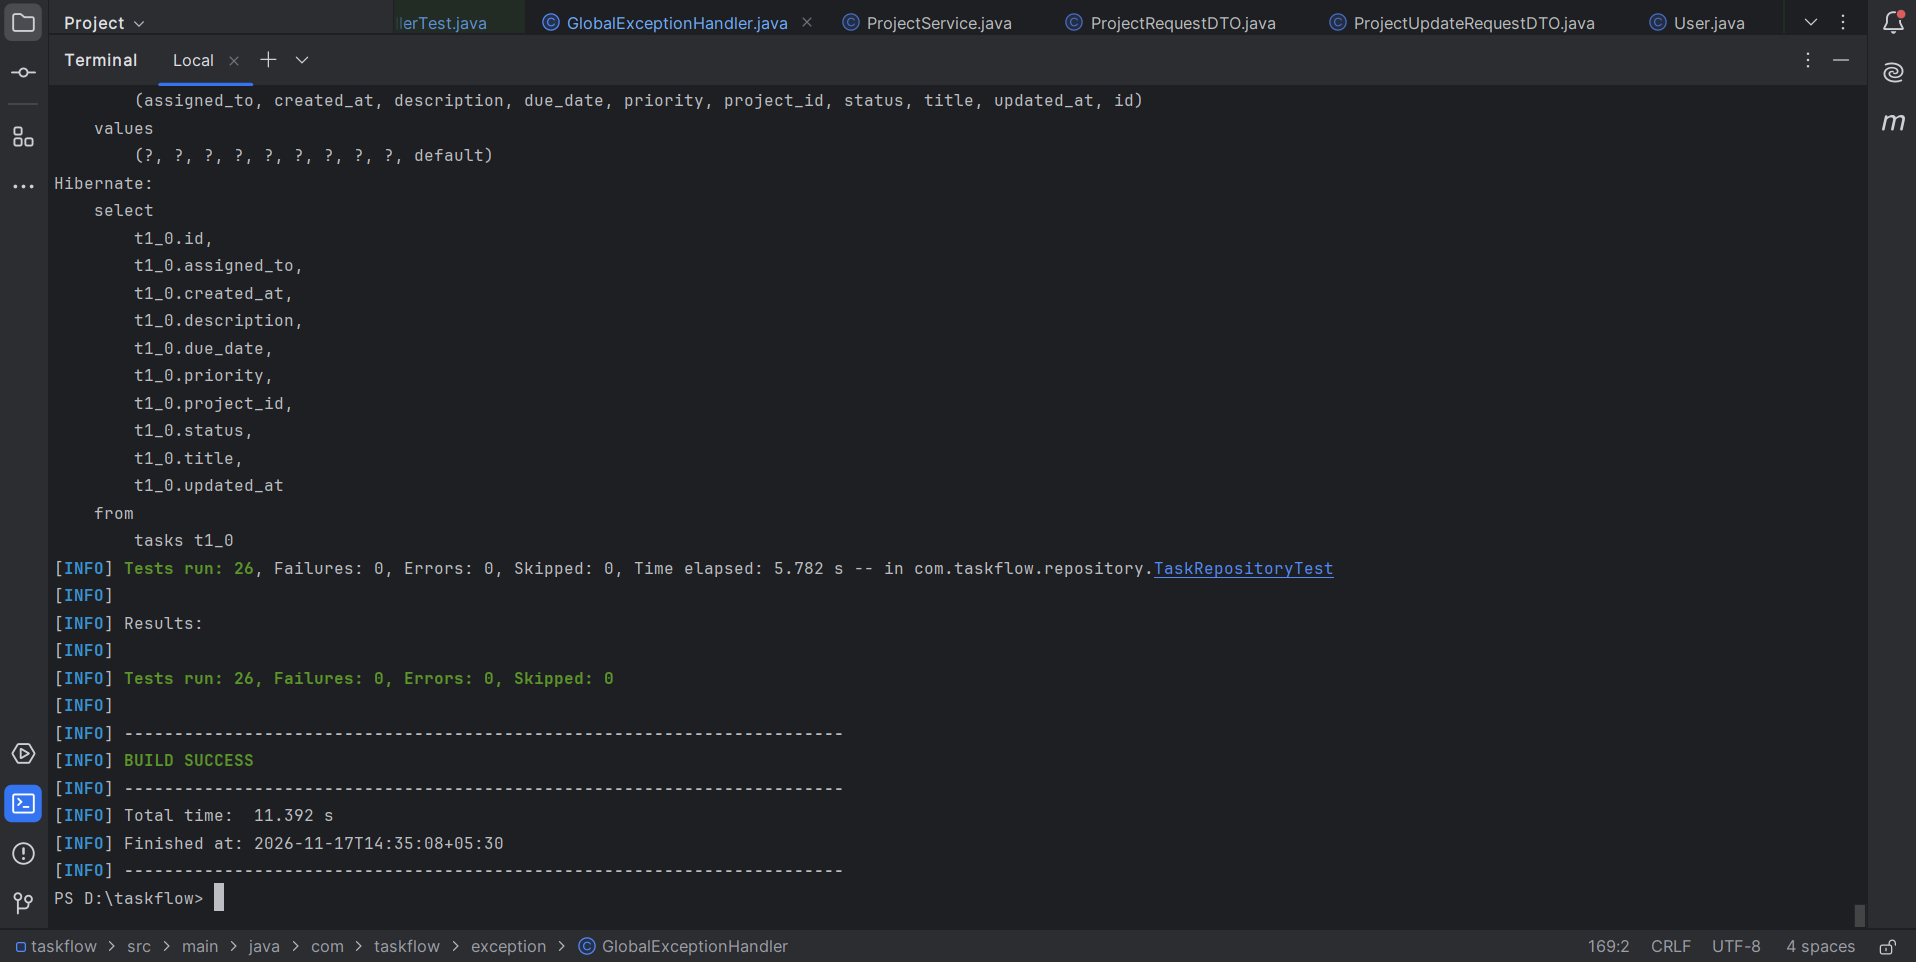 Project lerTest.java GlobalExceptionHandler.java ProjectService.java ProjectRequestDTO.java ProjectUpdateRequestDTO.java User.java
Terminal Local
(assigned_to, created_at, description, due_date, priority, project_id, status, title, updated_at, id)
values
(?, ?, ?, ?, ?, ?, ?, ?, ?, default)
Hibernate:
select
t1_0.id,
t1_0.assigned_to,
t1_0.created_at,
t1_0.description,
t1_0.due_date,
t1_0.priority,
t1_0.project_id,
t1_0.status,
t1_0.title,
t1_0.updated_at
from
tasks t1_0
[INFO] Tests run: 26, Failures: 0, Errors: 0, Skipped: 0, Time elapsed: 5.782 s -- in com.taskflow.repository.TaskRepositoryTest
[INFO]
[INFO] Results:
[INFO]
[INFO] Tests run: 26, Failures: 0, Errors: 0, Skipped: 0
[INFO]
[INFO] ------------------------------------------------------------------------
[INFO] BUILD SUCCESS
[INFO] ------------------------------------------------------------------------
[INFO] Total time:  11.392 s
[INFO] Finished at: 2026-11-17T14:35:08+05:30
[INFO] ------------------------------------------------------------------------
PS D:\taskflow>
taskflow > src > main > java > com > taskflow > exception > GlobalExceptionHandler 169:2 CRLF UTF-8 4 spaces